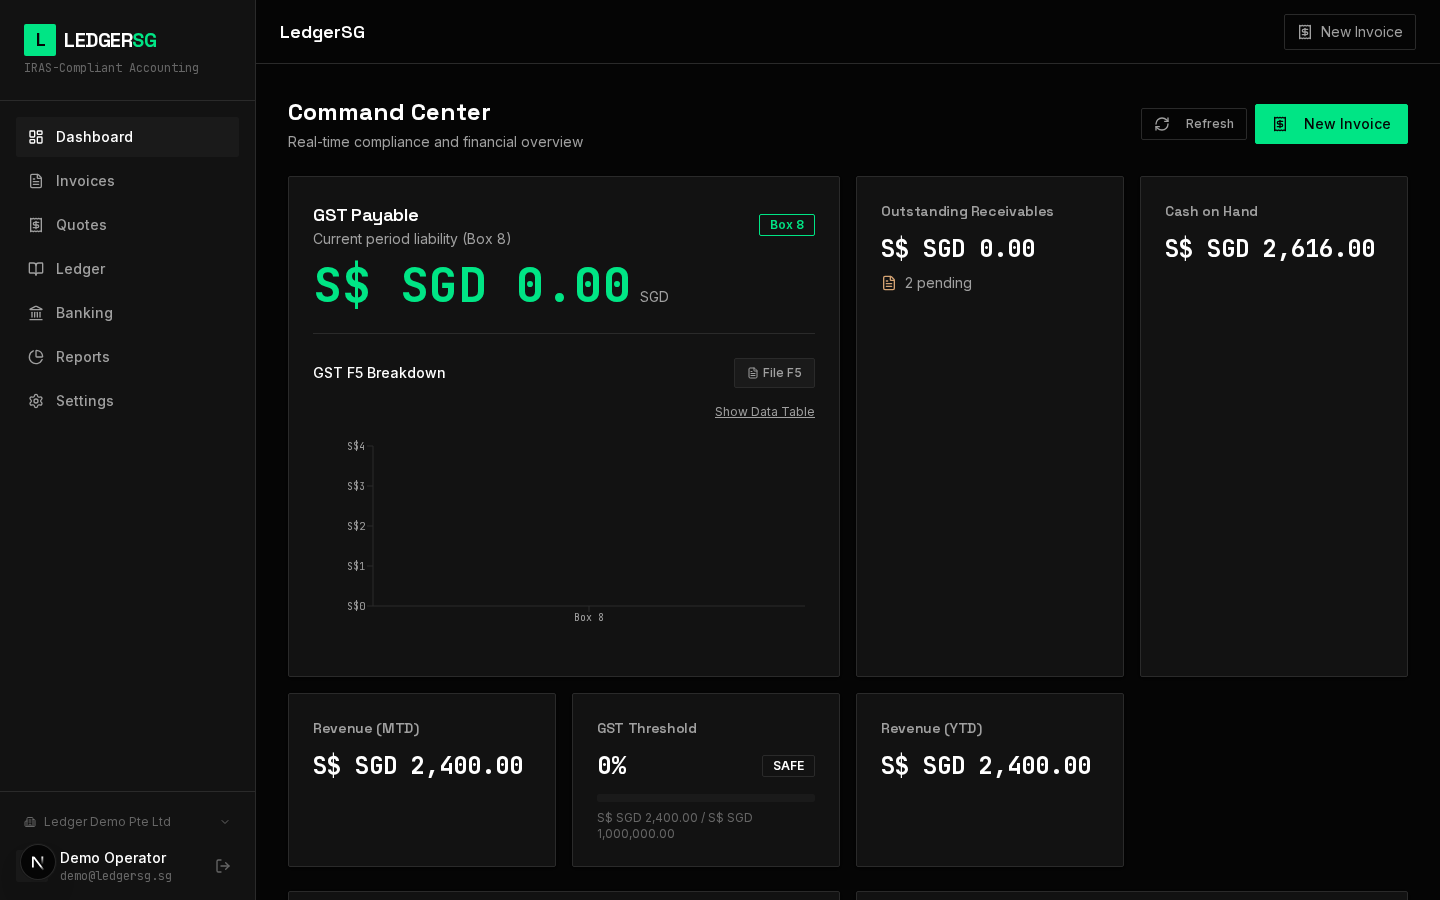 L LEDGERSG
IRAS-Compliant Accounting
Dashboard
Invoices
Quotes
Ledger
Banking
Reports
Settings
Ledger Demo Pte Ltd
N
Demo Operator
demo@ledgersg.sg
LedgerSG
New Invoice
Command Center
Real-time compliance and financial overview
Refresh
New Invoice
GST Payable
Current period liability (Box 8)
Box 8
S$ SGD 0.00 SGD
GST F5 Breakdown
File F5
Show Data Table
S$4
S$3
S$2
S$1
S$0
Box 8
Outstanding Receivables
S$ SGD 0.00
2 pending
Cash on Hand
S$ SGD 2,616.00
Revenue (MTD)
S$ SGD 2,400.00
GST Threshold
0%
SAFE
S$ SGD 2,400.00 / S$ SGD
1,000,000.00
Revenue (YTD)
S$ SGD 2,400.00